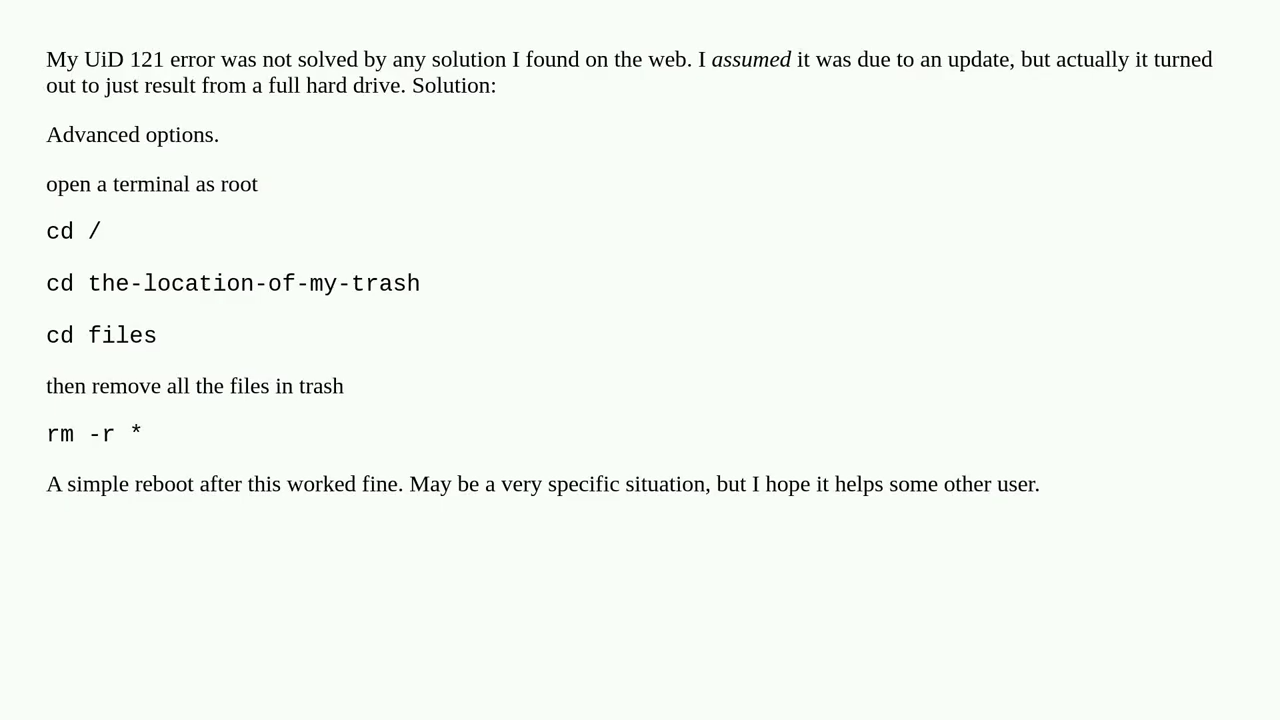 My UiD 121 error was not solved by any solution I found on the web. I assumed it was due to an update, but actually it turned
out to just result from a full hard drive. Solution:
Advanced options.
open a terminal as root
cd /
cd the-location-of-my-trash
cd files
then remove all the files in trash
rm -r *
A simple reboot after this worked fine. May be a very specific situation, but I hope it helps some other user.